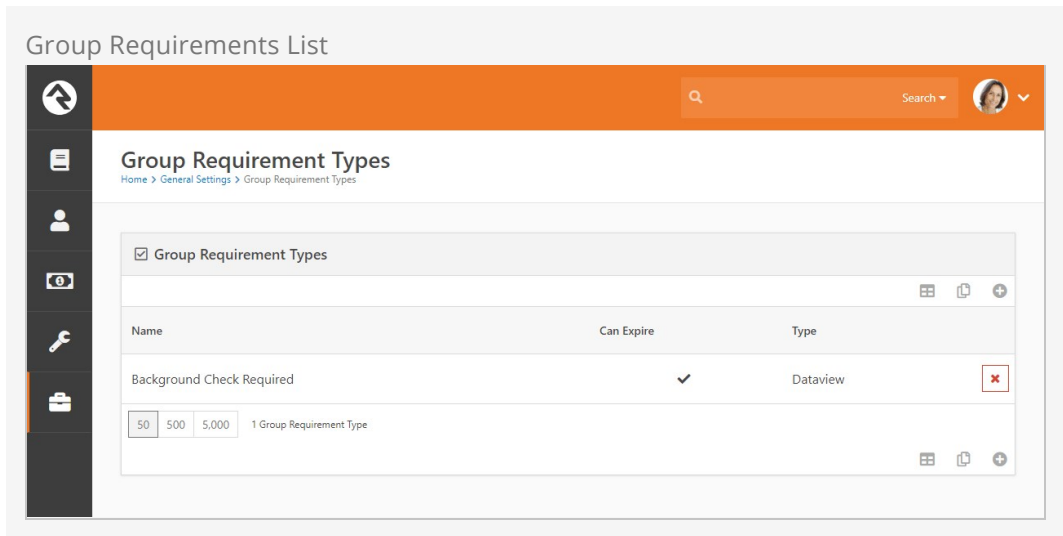 Group Requirements List
Search
Group Requirement Types
Home > General Settings > Group Requirement Types
Group Requirement Types
Name Can Expire Type
Background Check Required Dataview
50 500 5,000 1 Group Requirement Type